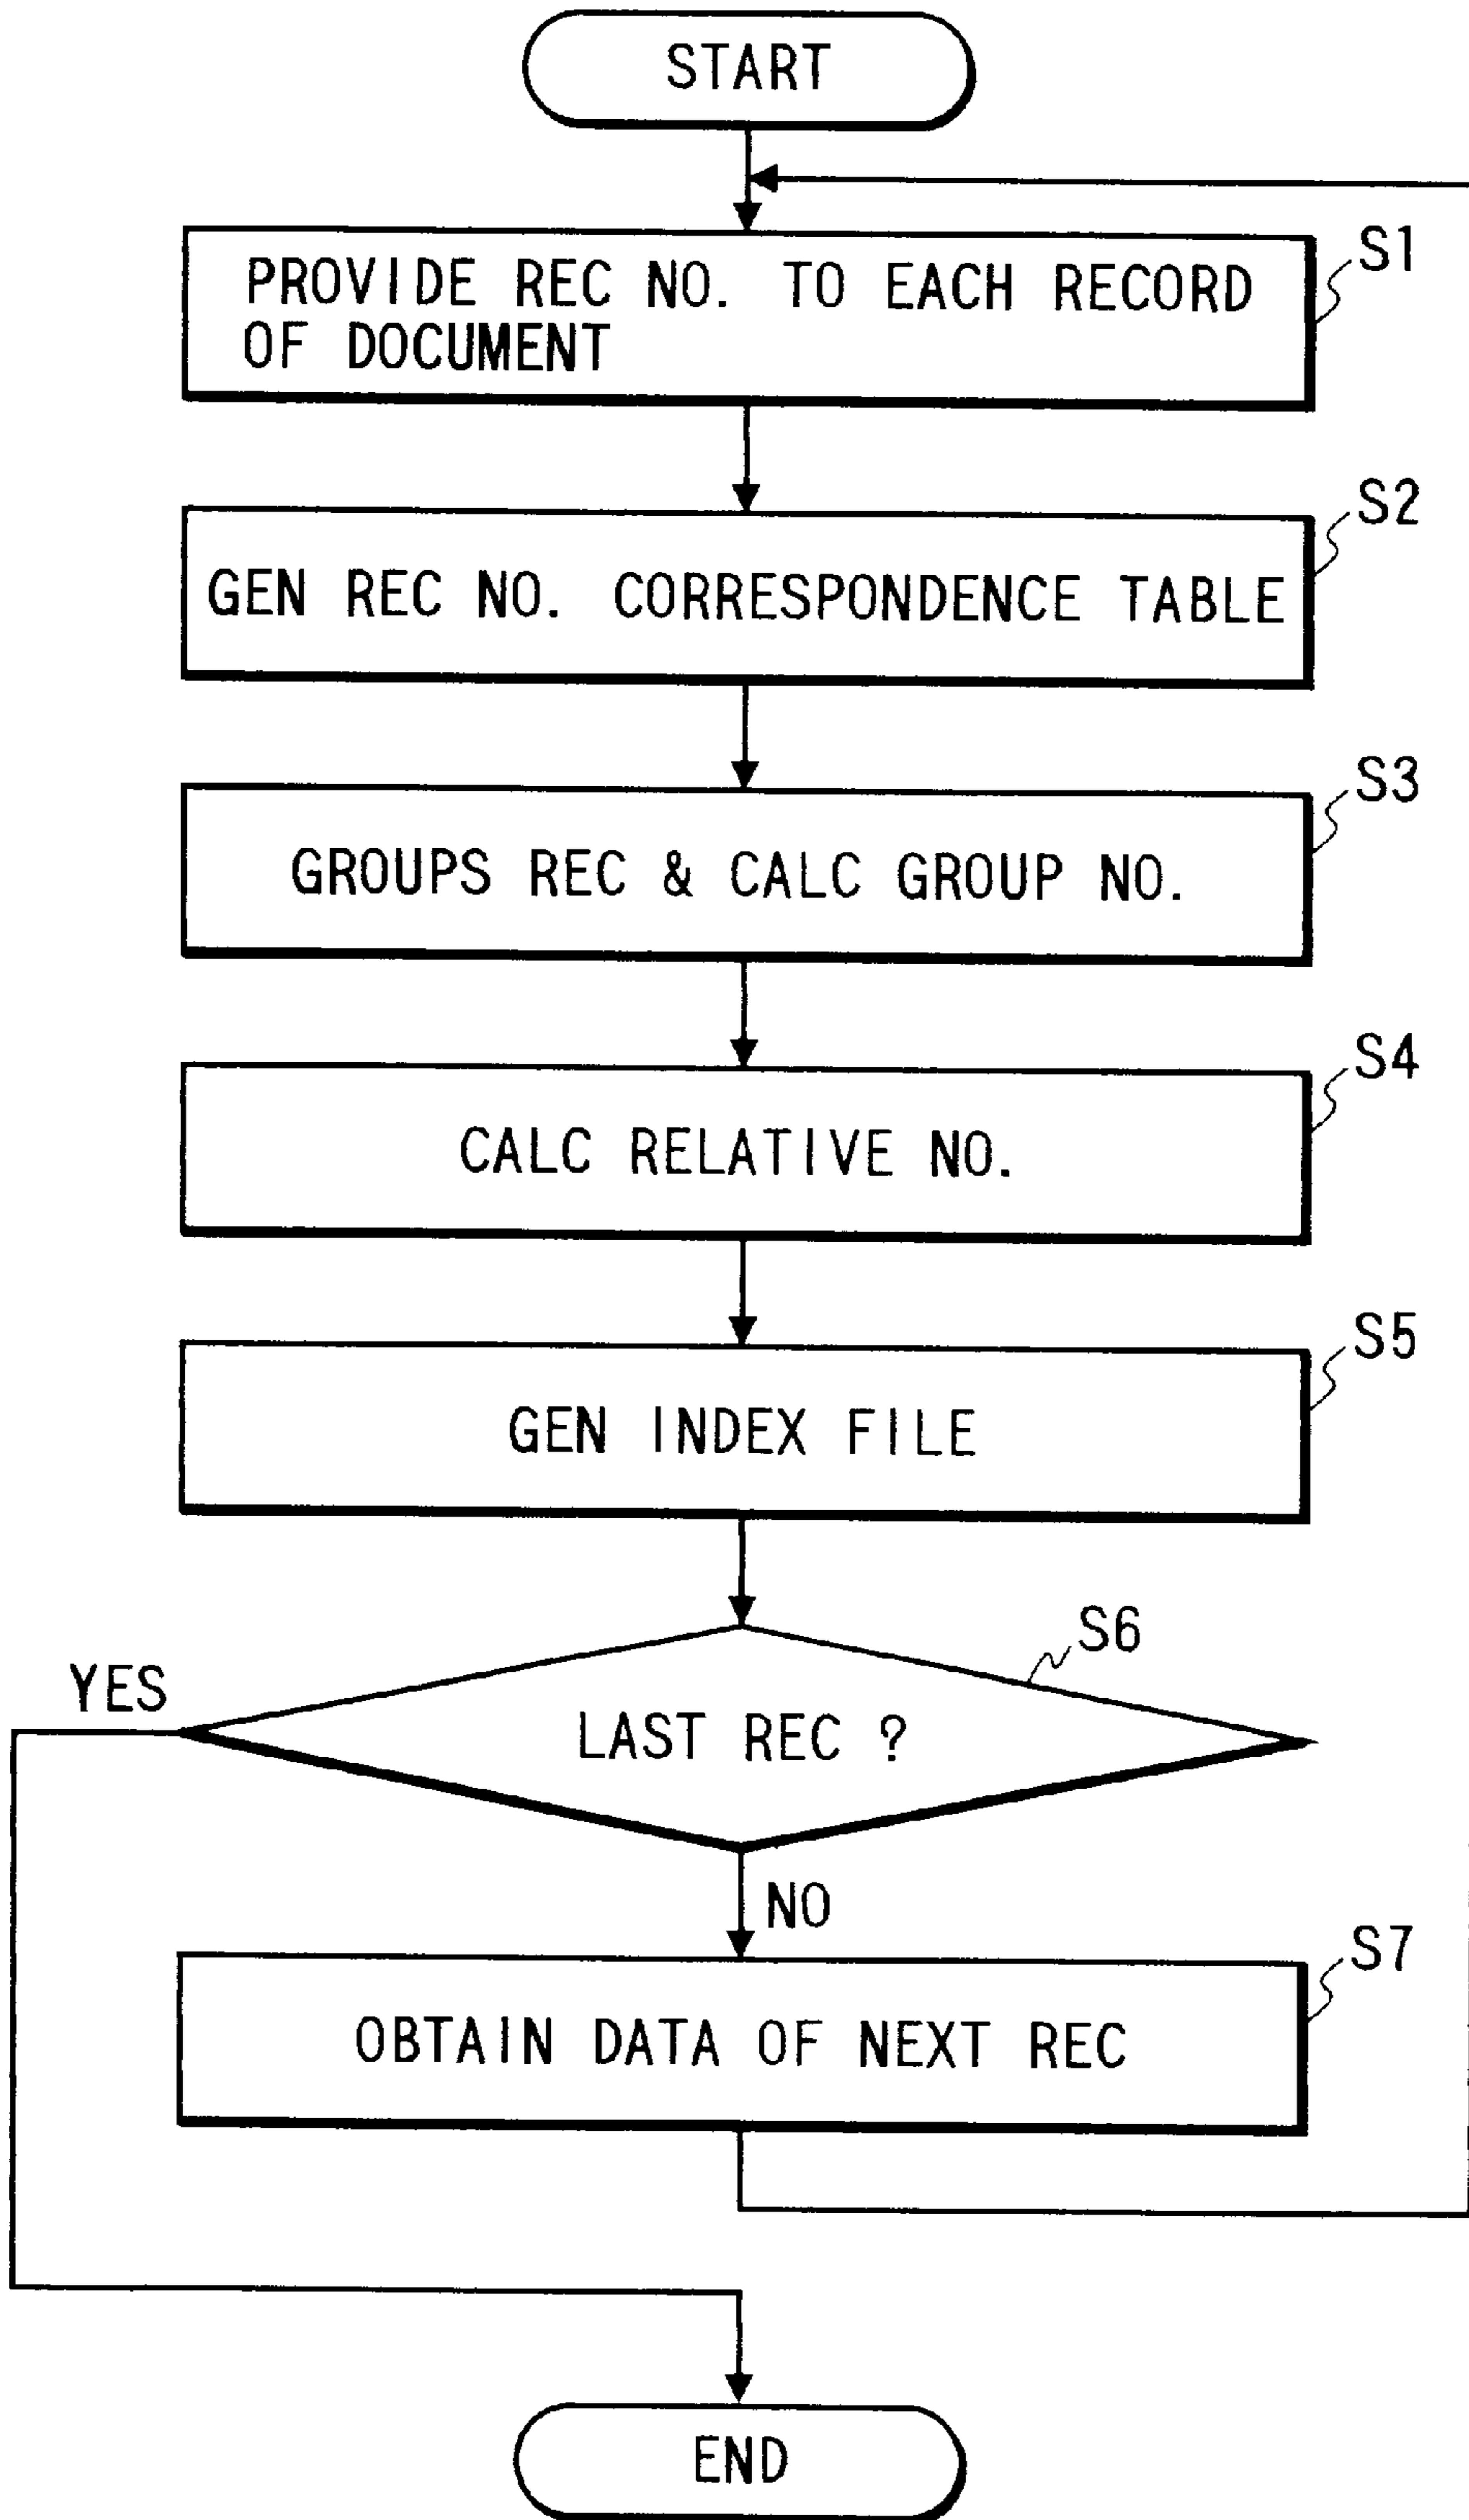 START
S1
PROVIDE REC NO. TO EACH RECORD
OF DOCUMENT
S2
GEN REC NO. CORRESPONDENCE TABLE
S3
GROUPS REC & CALC GROUP NO.
S4
CALC RELATIVE NO.
S5
GEN INDEX FILE
S6
YES
LAST REC ?
NO
S7
OBTAIN DATA OF NEXT REC
END